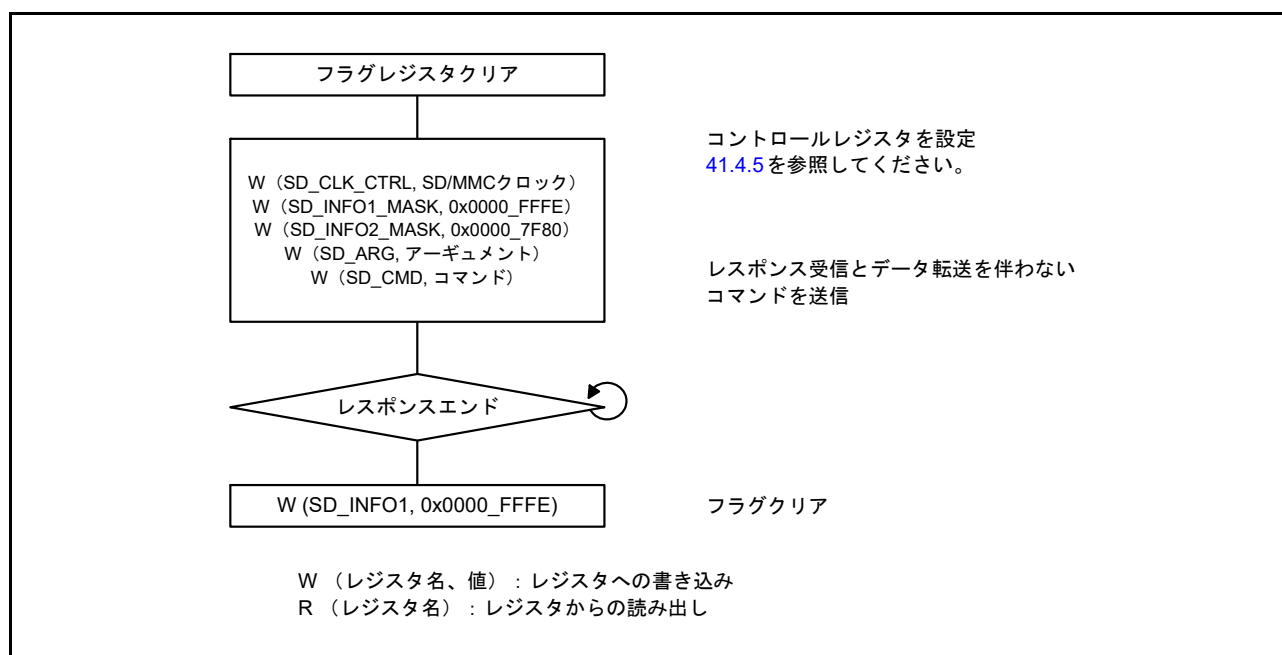 フラグレジスタクリア
コントロールレジスタを設定
41.4.5を参照してください。
W（SD_CLK_CTRL, SD/MMCクロック）
W（SD_INFO1_MASK, 0x0000_FFFE）
W（SD_INFO2_MASK, 0x0000_7F80）
W（SD_ARG, アーギュメント）
W（SD_CMD, コマンド）
レスポンス受信とデータ転送を伴わない
コマンドを送信
レスポンスエンド
W (SD_INFO1, 0x0000_FFFE)
フラグクリア
W （レジスタ名、値）：レジスタへの書き込み
R （レジスタ名）：レジスタからの読み出し